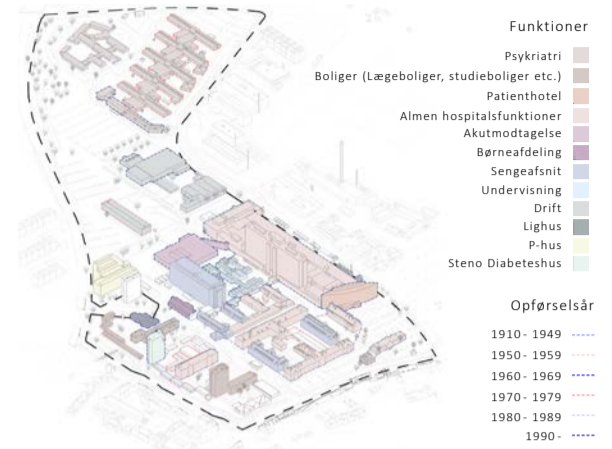 Funktioner
Psykiatri
Boliger (Lægeboliger, studieboliger etc.)
Patienthotel
Almen hospitalsfunktioner
Akutmodtagelse
Børneafdeling
Sengeafsnit
Undervisning
Drift
Lighus
P-hus
Steno Diabeteshus
Opførselsår
1910- 1949
1950 - 1959
1960 - 1969
1970 - 1979
1980 - 1989
1990 -